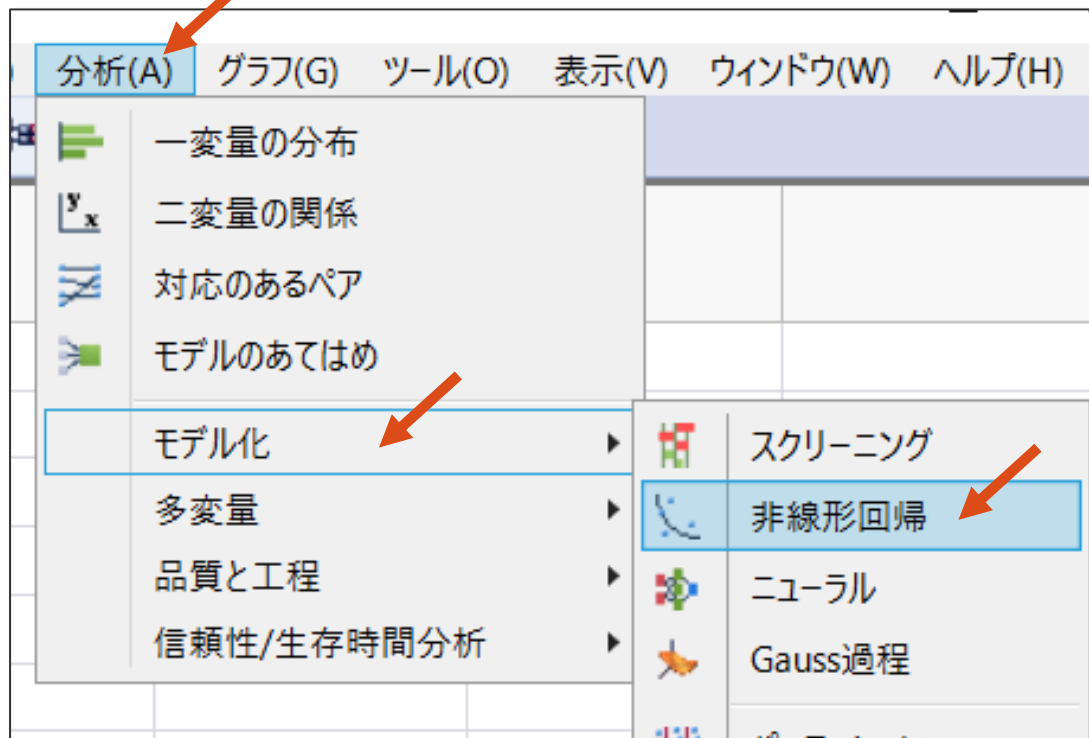 分析(A) グラフ(G) ツール(O) 表示(V) ウィンドウ(W) ヘルプ(H)
一変量の分布
y x
二変量の関係
対応のあるペア
モデルのあてはめ
モデル化
多変量
品質と工程
信頼性/生存時間分析
スクリーニング
非線形回帰
ニューラル
Gauss過程